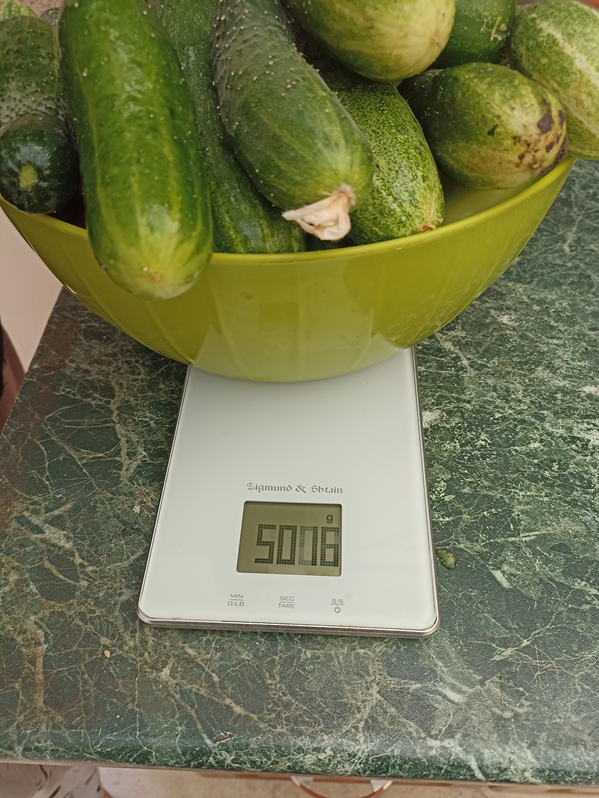 Zigmund & Shtain
g
5006
MIN
G·LB
SEC
TARE
S·S